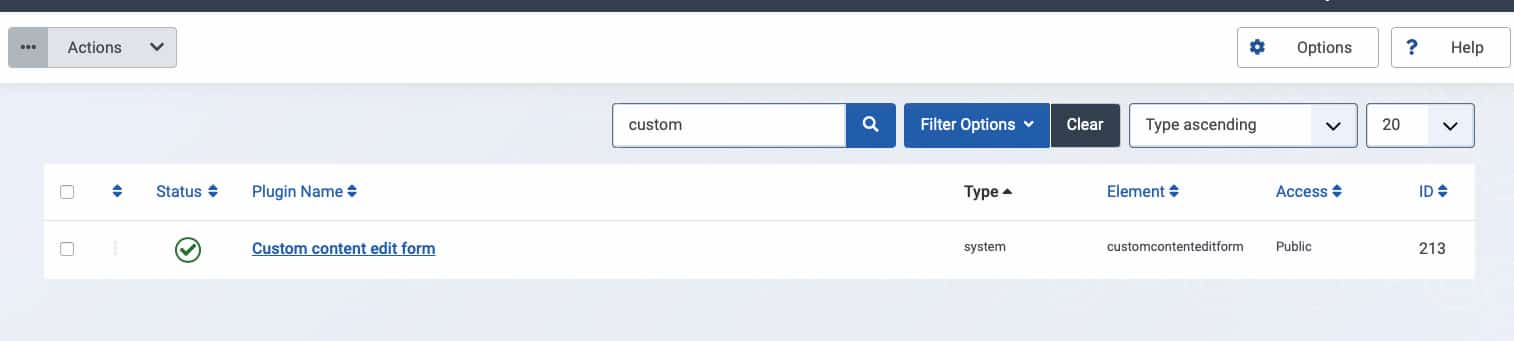 Actions
Options
? Help
custom
Filter Options
Clear
Type ascending
20
Status
Plugin Name
Type
Element
Access
ID
Custom content edit form
system
customcontenteditform
Public
213